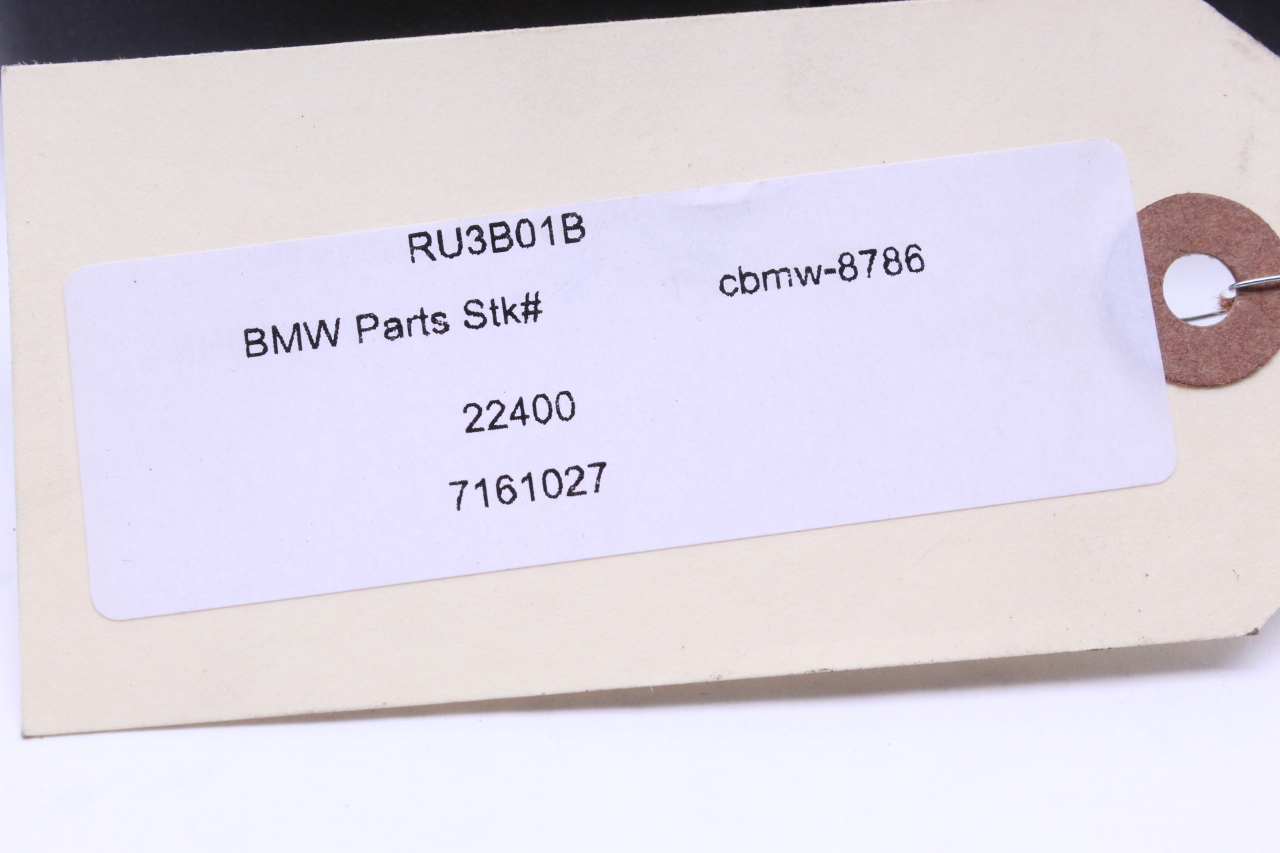 RU3B01B
BMW Parts Stk# cbmw-8786
22400
7161027